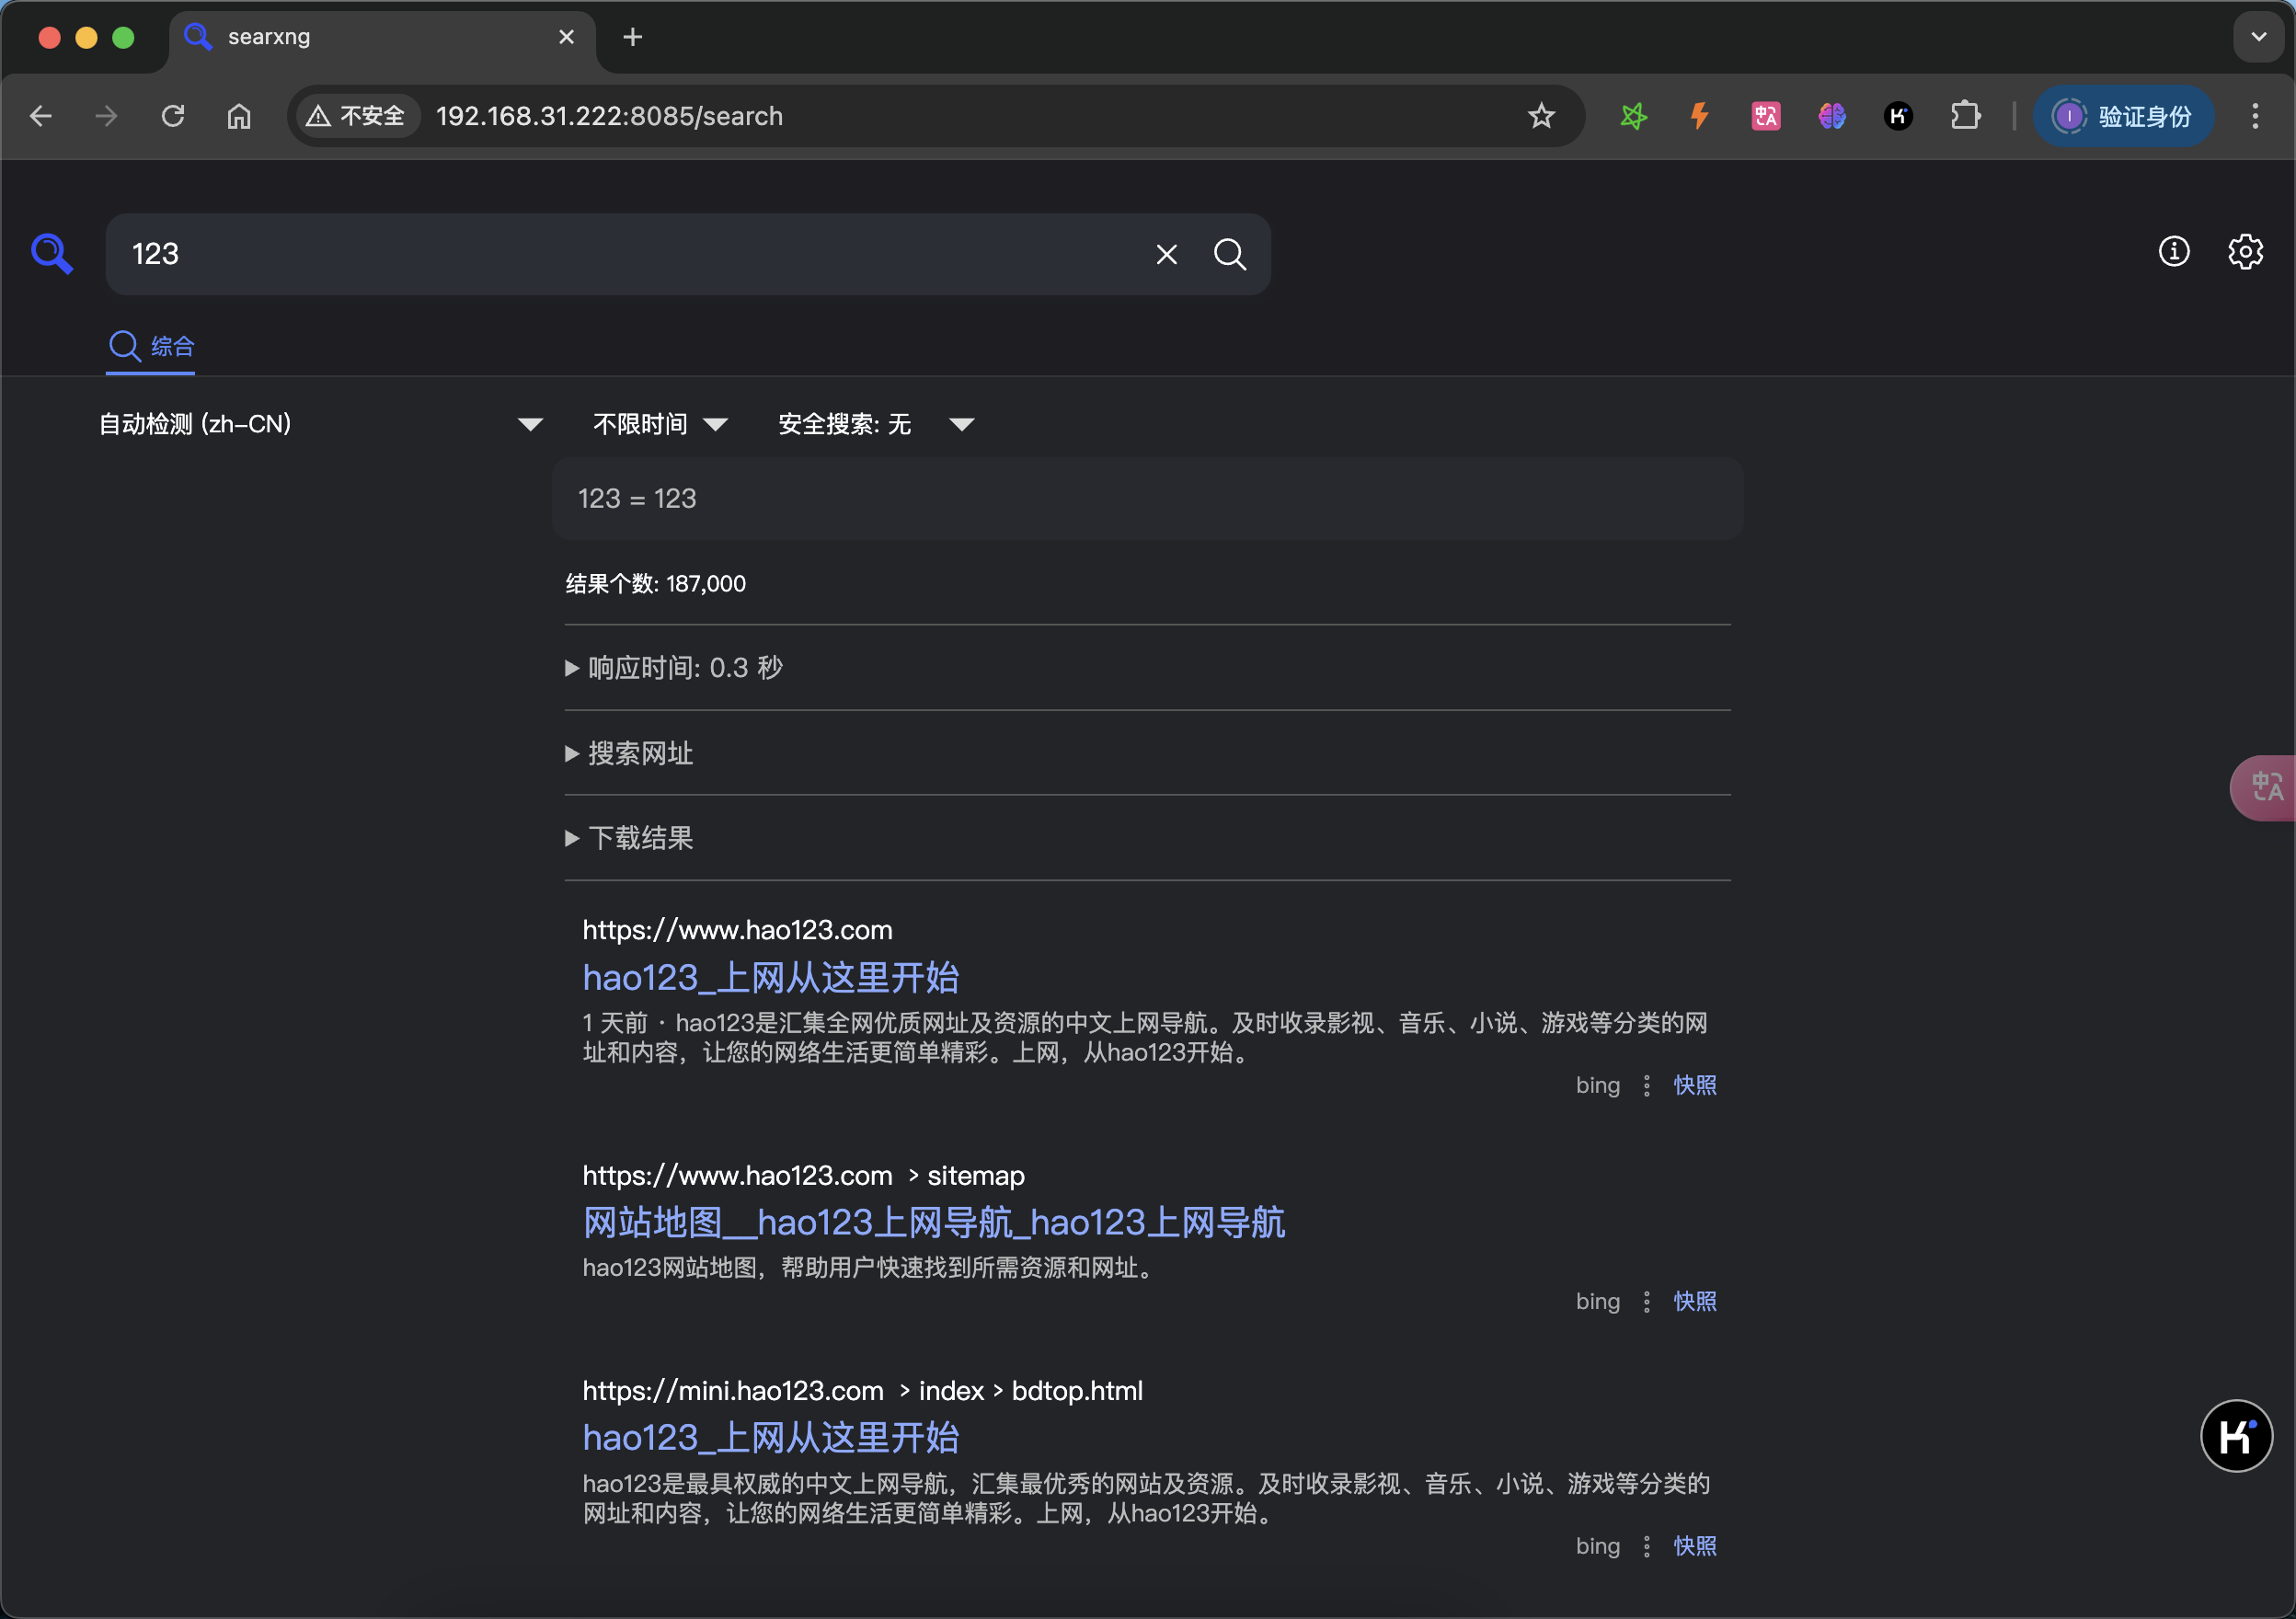 searxng
不安全
192.168.31.222:8085/search
验证身份
123
综合
自动检测 (zh-CN)
不限时间
安全搜索: 无
123 = 123
结果个数: 187,000
响应时间: 0.3 秒
搜索网址
下载结果
https://www.hao123.com
hao123_上网从这里开始
1 天前 · hao123是汇集全网优质网址及资源的中文上网导航。及时收录影视、音乐、小说、游戏等分类的网
址和内容，让您的网络生活更简单精彩。上网，从hao123开始。
bing 快照
https://www.hao123.com › sitemap
网站地图__hao123上网导航_hao123上网导航
hao123网站地图，帮助用户快速找到所需资源和网址。
bing 快照
https://mini.hao123.com › index › bdtop.html
hao123_上网从这里开始
hao123是最具权威的中文上网导航，汇集最优秀的网站及资源。及时收录影视、音乐、小说、游戏等分类的
网址和内容，让您的网络生活更简单精彩。上网，从hao123开始。
bing 快照